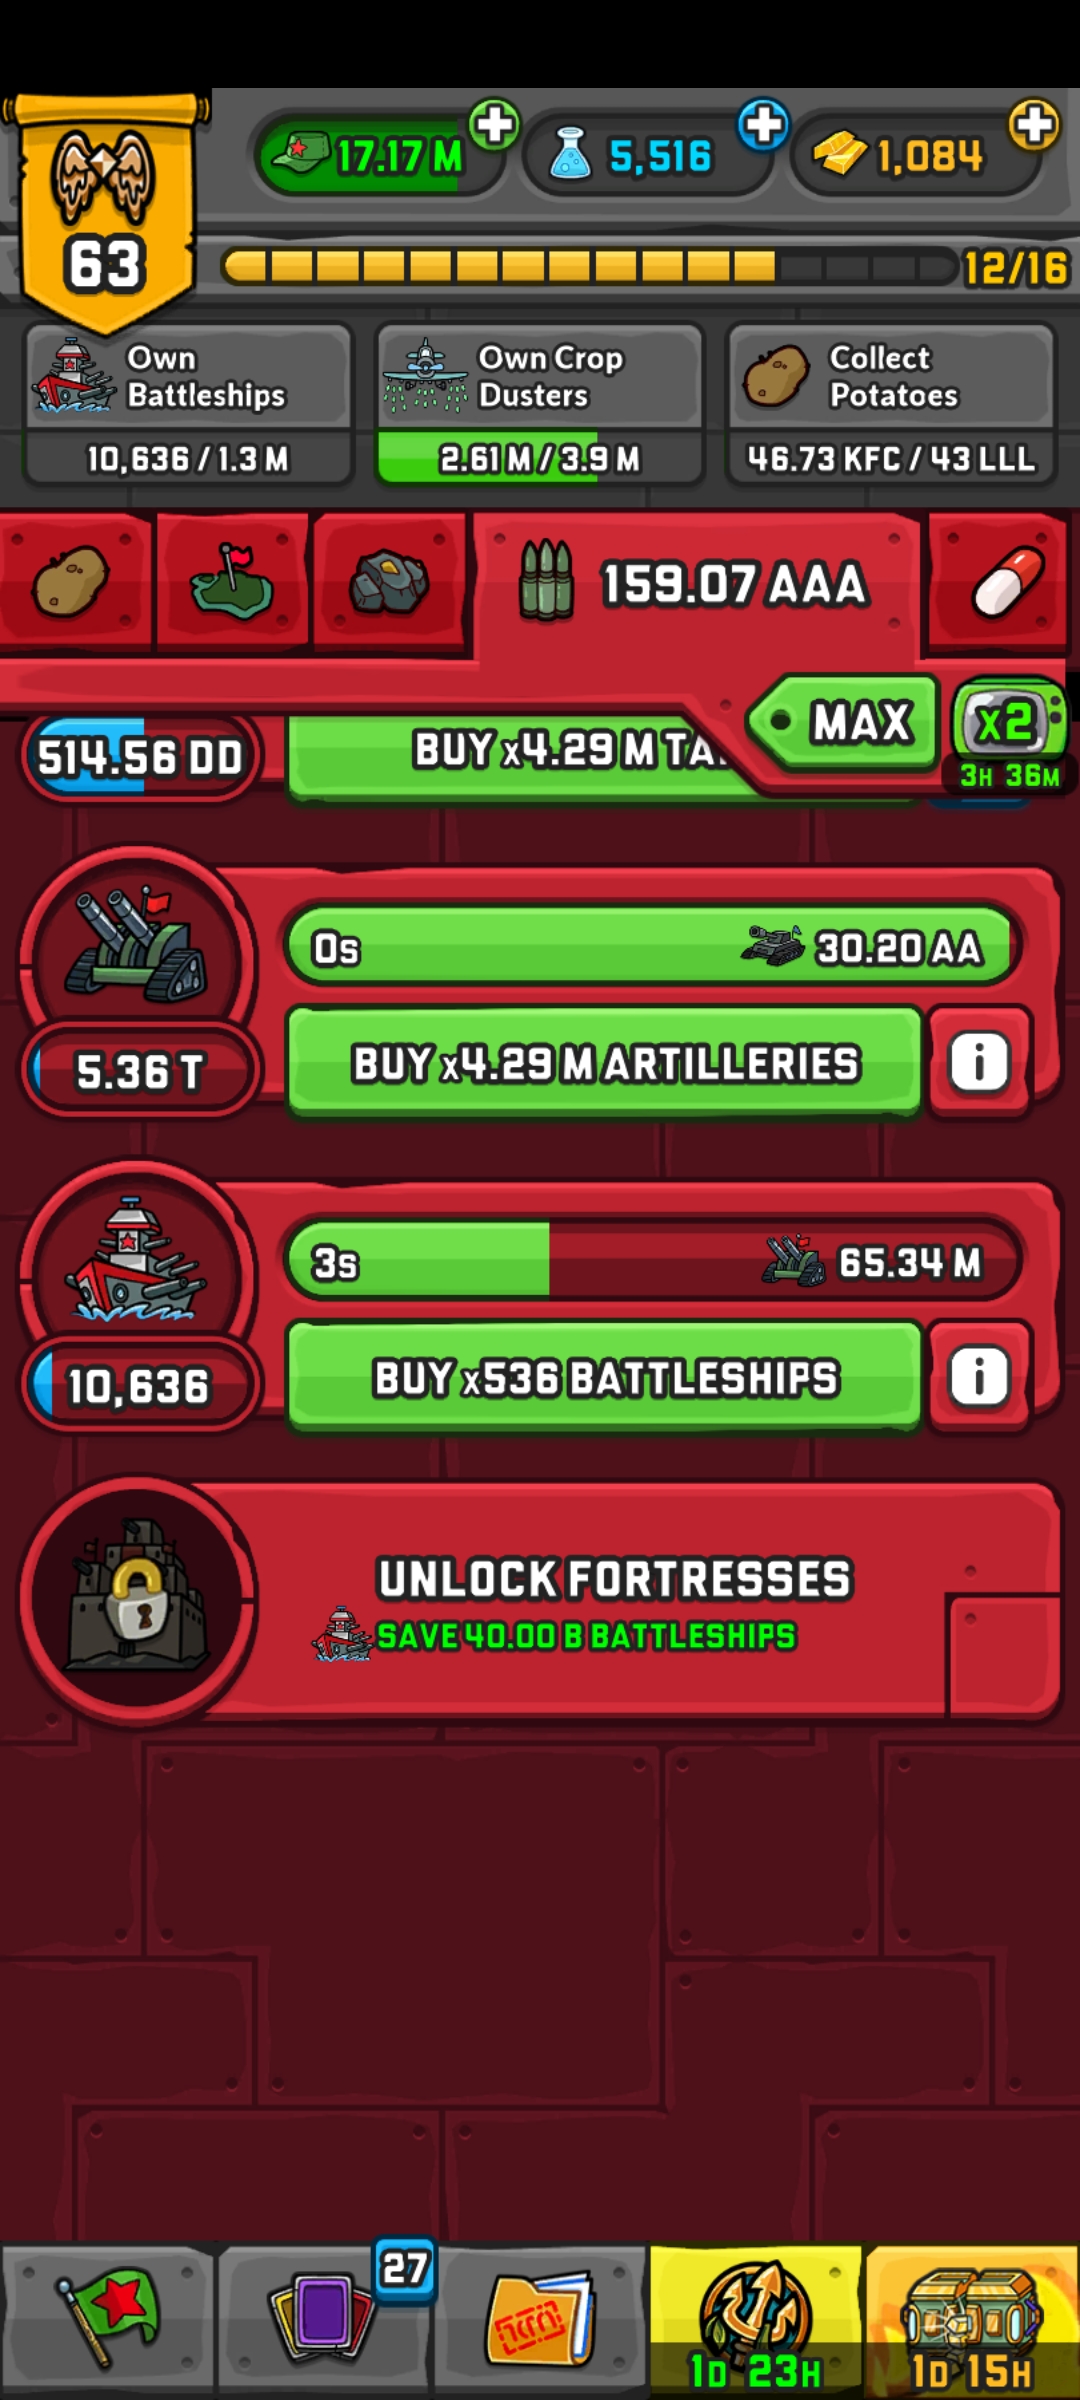 17.17 M
5,516
1,084
63
12/16
Own
Battleships
10,636 / 1.3 M
Own Crop
Dusters
2.61 M / 3.9 M
Collect
Potatoes
46.73 KFC / 43 LLL
159.07 AAA
MAX
x2
3H 36M
514.56 DD
BUY x4.29 M TA
0s
30.20 AA
5.36 T
BUY x4.29 M ARTILLERIES
i
3s
65.34 M
10,636
BUY x536 BATTLESHIPS
i
UNLOCK FORTRESSES
SAVE 40.00 B BATTLESHIPS
27
1D 23H
1D 15H